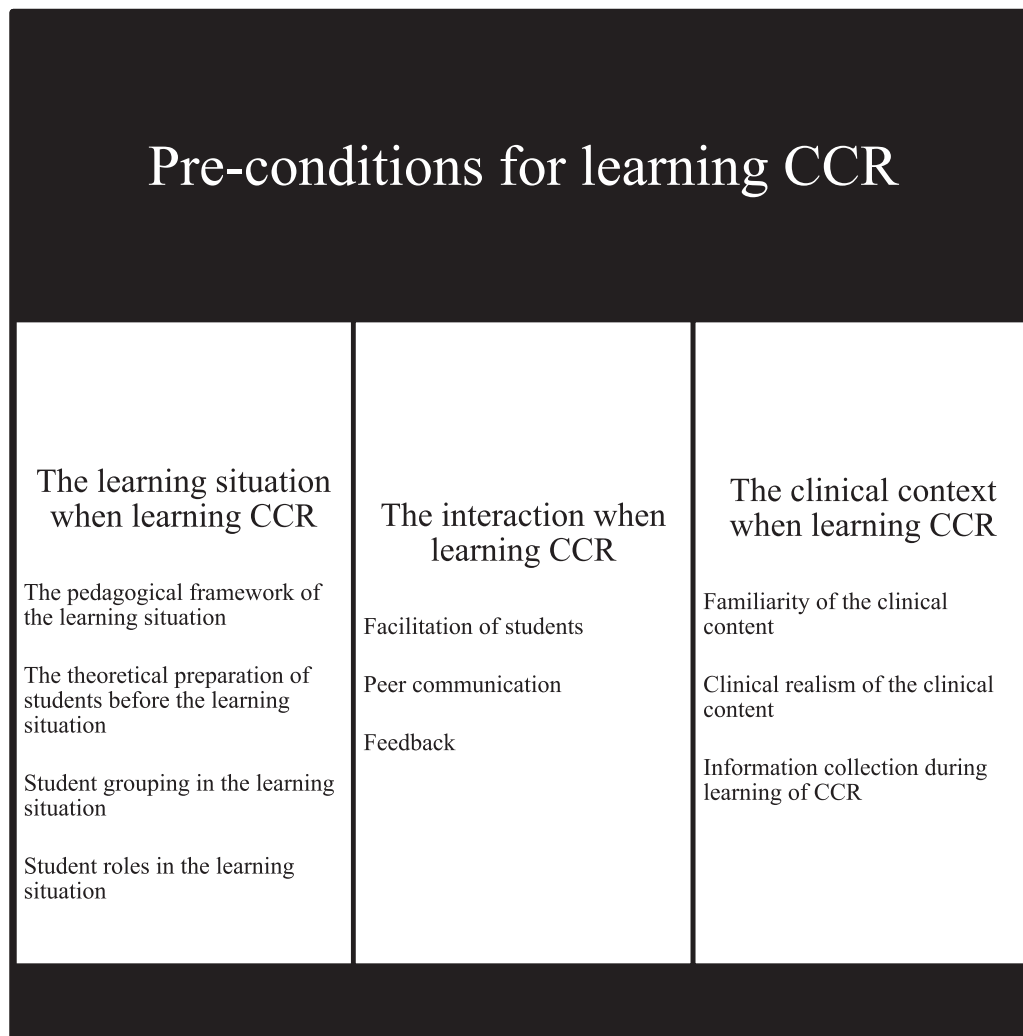 Pre-conditions for learning CCR
The learning situation
when learning CCR
The pedagogical framework of
the learning situation
The theoretical preparation of
students before the learning
situation
Student grouping in the learning
situation
Student roles in the learning
situation
The interaction when
learning CCR
Facilitation of students
Peer communication
Feedback
The clinical context
when learning CCR
Familiarity of the clinical
content
Clinical realism of the clinical
content
Information collection during
learning of CCR